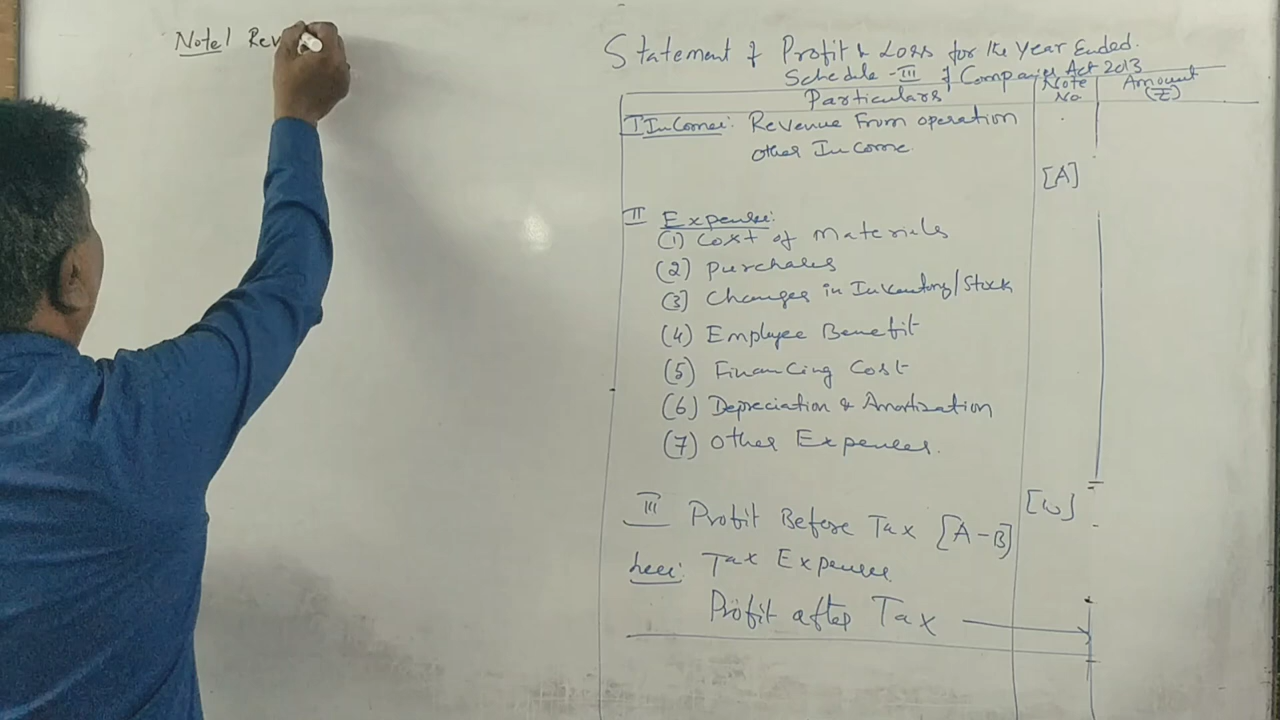 Note 1 Rev
Statement of Profit & Loss for the Year Ended.
Schedule-III of Companies Act 2013
Particulars Note No Amount (₹)
I Income: Revenue From operation
other Income
[A]
II Expense:
(1) Cost of Materials
(2) Purchases
(3) Changes in Inventory/Stock
(4) Employee Benefit
(5) Financing Cost
(6) Depreciation & Amortization
(7) Other Expenses.
III Profit Before Tax [A-B]
Less: Tax Expenses
Profit after Tax